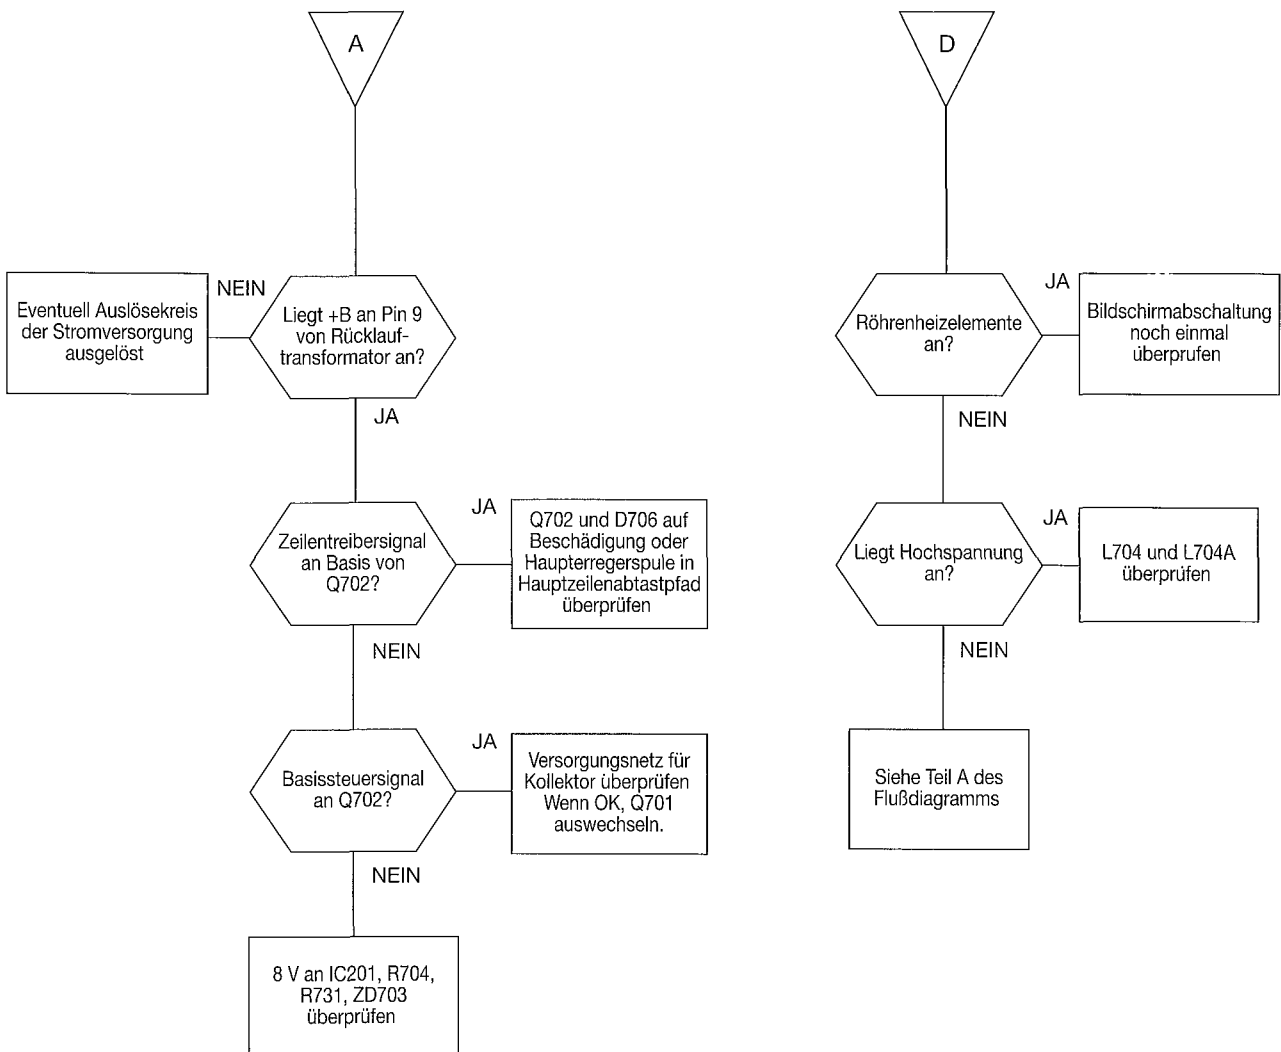 A
NEIN
Eventuell Auslösekreis
der Stromversorgung
ausgelöst
Liegt +B an Pin 9
von Rücklauf-
transformator an?
JA
Zeilentreibersignal
an Basis von
Q702?
JA
Q702 und D706 auf
Beschädigung oder
Haupterregerspule in
Hauptzeilenabtastpfad
überprüfen
NEIN
Basissteuersignal
an Q702?
JA
Versorgungsnetz für
Kollektor überprüfen
Wenn OK, Q701
auswechseln.
NEIN
8 V an IC201, R704,
R731, ZD703
überprüfen
D
Röhrenheizelemente
an?
JA
Bildschirmabschaltung
noch einmal
überprufen
NEIN
Liegt Hochspannung
an?
JA
L704 und L704A
überprüfen
NEIN
Siehe Teil A des
Flußdiagramms